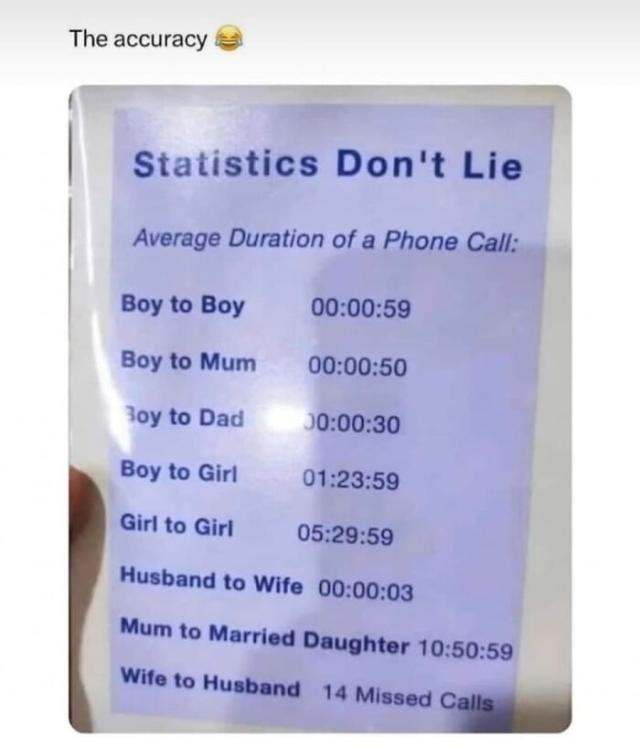 The accuracy 😂
Statistics Don't Lie
Average Duration of a Phone Call:
Boy to Boy 00:00:59
Boy to Mum 00:00:50
Boy to Dad 00:00:30
Boy to Girl 01:23:59
Girl to Girl 05:29:59
Husband to Wife 00:00:03
Mum to Married Daughter 10:50:59
Wife to Husband 14 Missed Calls